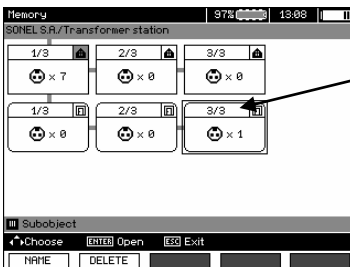 Memory 97% 13:08
SONEL S.A./Transformer station
1/3 2/3 3/3
× 7 × 0 × 0
1/3 2/3 3/3
× 0 × 0 × 1
Subobject
Choose ENTER Open ESC Exit
NAME DELETE